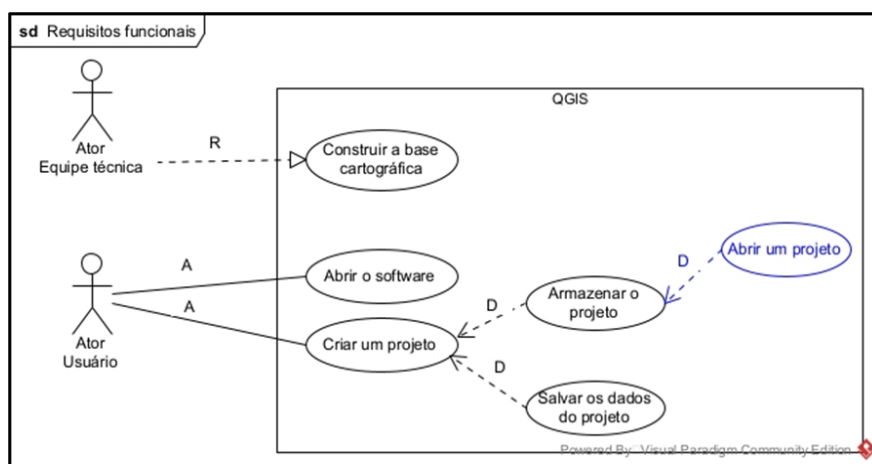 sd Requisitos funcionais
QGIS
Ator
Equipe técnica
R
Construir a base
cartográfica
Ator
Usuário
A
Abrir o software
A
Criar um projeto
D
Armazenar o
projeto
D
Abrir um projeto
D
Salvar os dados
do projeto
Powered By Visual Paradigm Community Edition